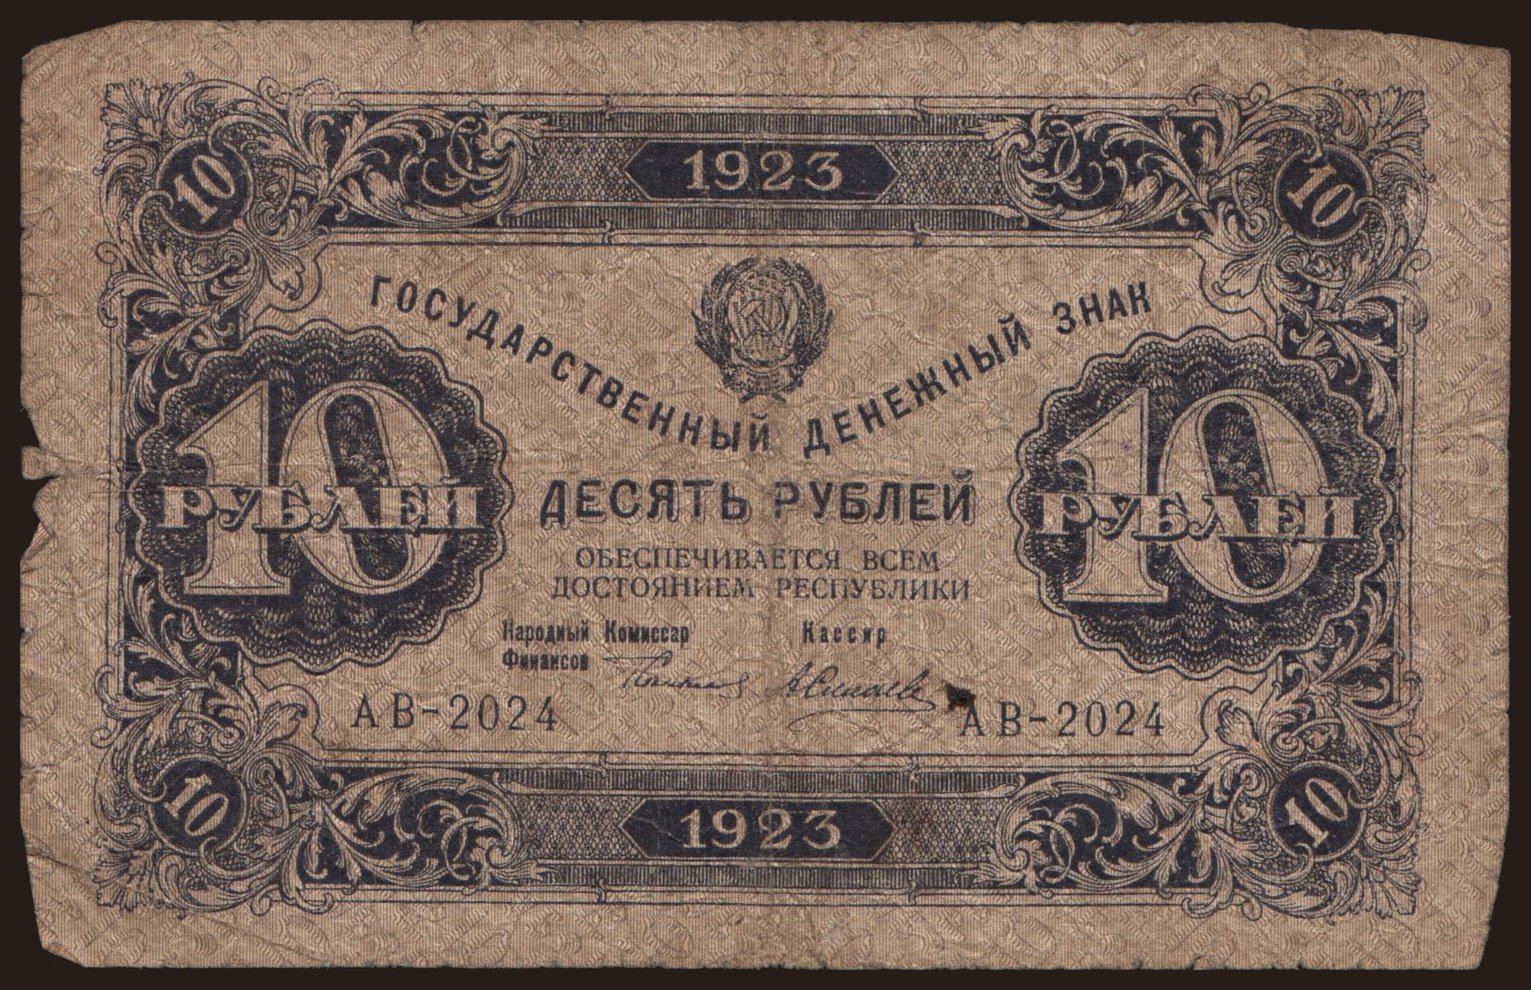 1923
10 10
ГОСУДАРСТВЕННЫЙ ДЕНЕЖНЫЙ ЗНАК
10 РУБЛЕЙ
10 РУБЛЕЙ
ДЕСЯТЬ РУБЛЕЙ
ОБЕСПЕЧИВАЕТСЯ ВСЕМ
ДОСТОЯНИЕМ РЕСПУБЛИКИ
Народный Комиссар
Финансов
Кассир
АВ-2024 АВ-2024
10 10
1923